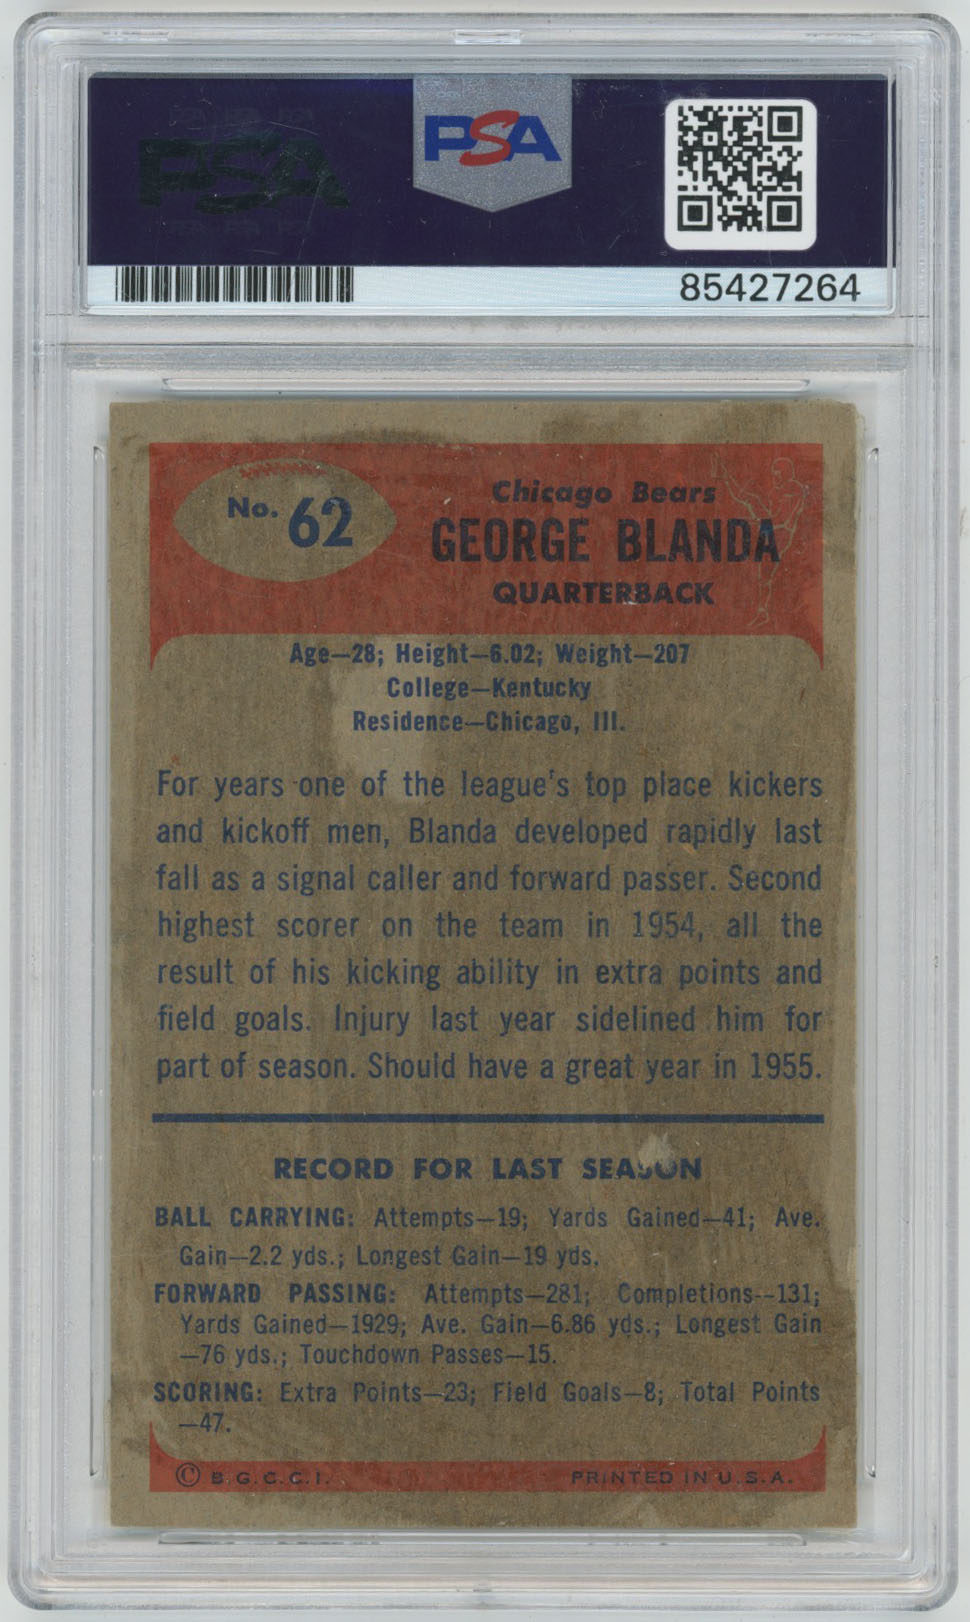 PSA
85427264
No. 62
Chicago Bears
GEORGE BLANDA
QUARTERBACK
Age—28; Height—6.02; Weight—207
College—Kentucky
Residence—Chicago, Ill.
For years one of the league's top place kickers
and kickoff men, Blanda developed rapidly last
fall as a signal caller and forward passer. Second
highest scorer on the team in 1954, all the
result of his kicking ability in extra points and
field goals. Injury last year sidelined him for
part of season. Should have a great year in 1955.
RECORD FOR LAST SEASON
BALL CARRYING: Attempts—19; Yards Gained—41; Ave.
Gain—2.2 yds.; Longest Gain—19 yds.
FORWARD PASSING: Attempts—281; Completions--131;
Yards Gained—1929; Ave. Gain—6.86 yds.; Longest Gain
—76 yds.; Touchdown Passes—15.
SCORING: Extra Points—23; Field Goals—8; Total Points
—47.
© B.G.C.C.I. PRINTED IN U.S.A.